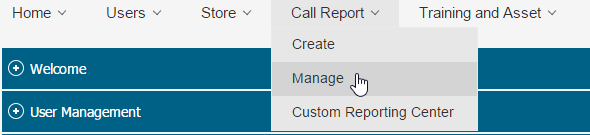 Home Users Store Call Report Training and Asset
Create
Welcome
Manage
User Management
Custom Reporting Center